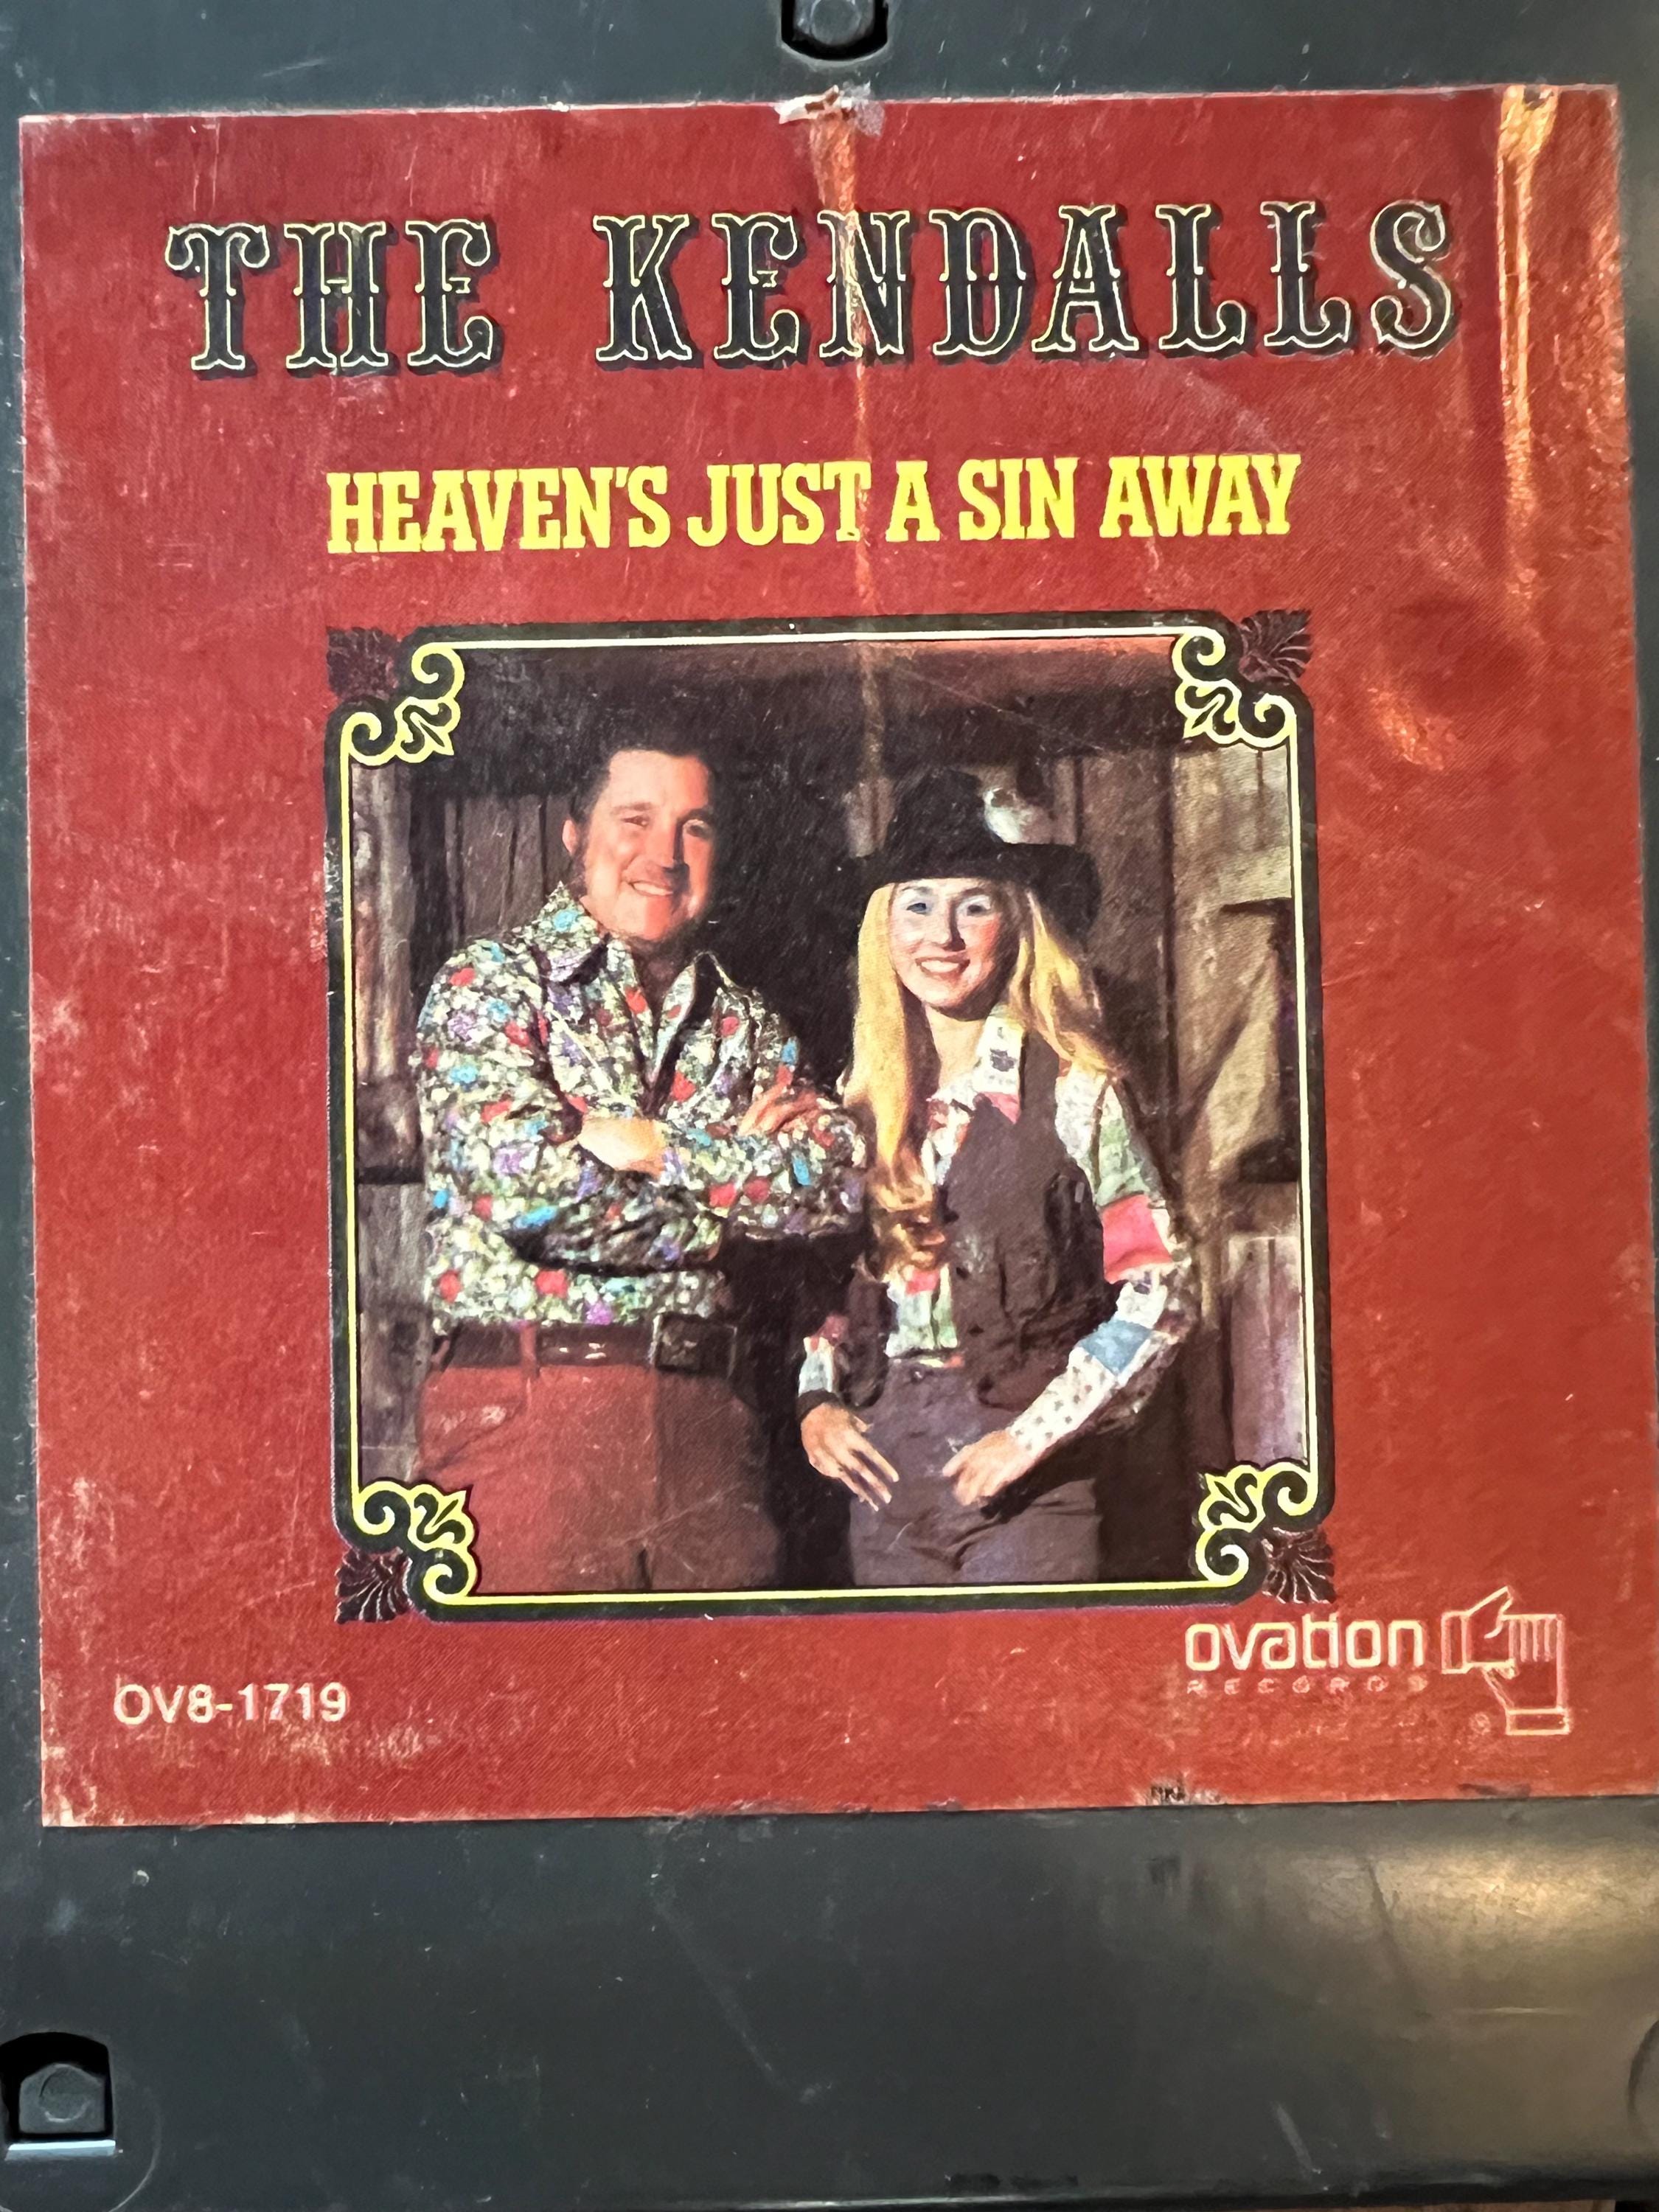 THE KENDALLS
HEAVEN'S JUST A SIN AWAY
ovation
RECORDS
®
OV8-1719